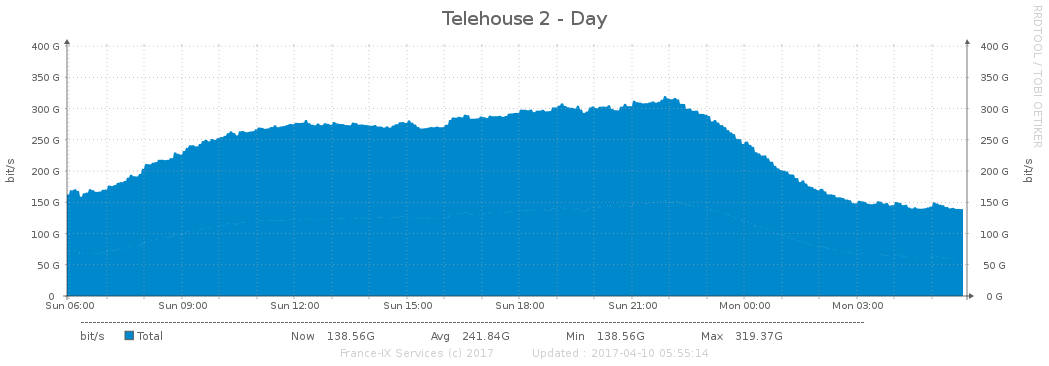 Telehouse 2 - Day
RRDTOOL / TOBI OETIKER
400 G 400 G
350 G 350 G
300 G 300 G
250 G 250 G
200 G 200 G
150 G 150 G
100 G 100 G
50 G 50 G
0 0 G
bit/s bit/s
Sun 06:00 Sun 09:00 Sun 12:00 Sun 15:00 Sun 18:00 Sun 21:00 Mon 00:00 Mon 03:00
bit/s Total Now 138.56G Avg 241.84G Min 138.56G Max 319.37G
France-IX Services (c) 2017 Updated : 2017-04-10 05:55:14